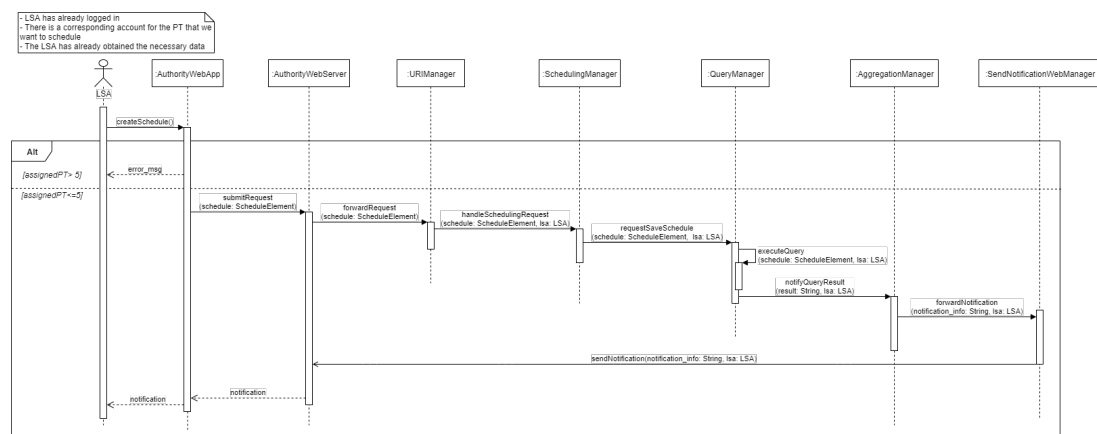 - LSA has already logged in
- There is a corresponding account for the PT that we
want to schedule
- The LSA has already obtained the necessary data
:AuthorityWebApp
:AuthorityWebServer
:URIManager
:SchedulingManager
:QueryManager
:AggregationManager
:SendNotificationWebManager
LSA
createSchedule()
Alt
[assignedPT> 5]
error_msg
[assignedPT<=5]
submitRequest
(schedule: ScheduleElement)
forwardRequest
(schedule: ScheduleElement)
handleSchedulingRequest
(schedule: ScheduleElement, lsa: LSA)
requestSaveSchedule
(schedule: ScheduleElement, lsa: LSA)
executeQuery
(schedule: ScheduleElement, lsa: LSA)
notifyQueryResult
(result: String, lsa: LSA)
forwardNotification
(notification_info: String, lsa: LSA)
sendNotification(notification_info: String, lsa: LSA)
notification
notification